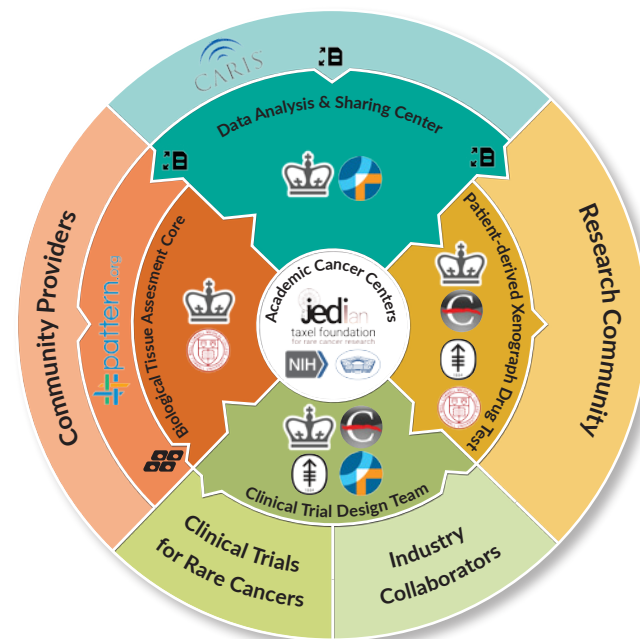 CARIS
B
Data Analysis & Sharing Center
B
B
Community Providers
pattern.org
Biological Tissue Assesment Core
Academic Cancer Centers
jedian
taxel foundation
for rare cancer research
NIH
C
Patient-derived Xenograph Drug Test
Research Community
C
Clinical Trial Design Team
Clinical Trials
for Rare Cancers
Industry
Collaborators